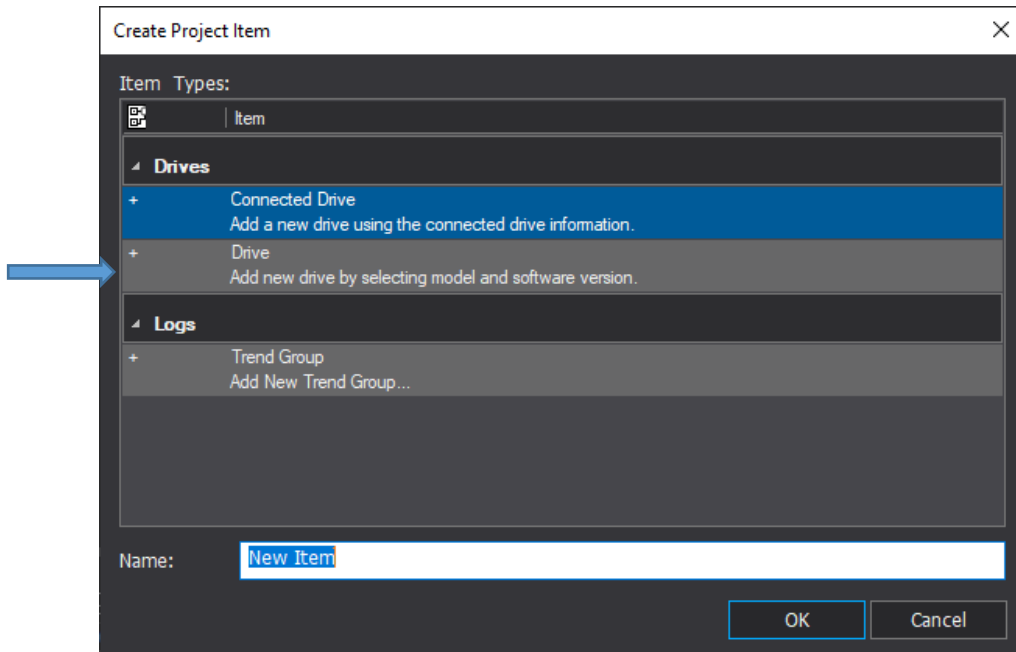 Create Project Item
Item Types:
Item
Drives
+ Connected Drive
Add a new drive using the connected drive information.
+ Drive
Add new drive by selecting model and software version.
Logs
+ Trend Group
Add New Trend Group...
Name: New Item
OK Cancel